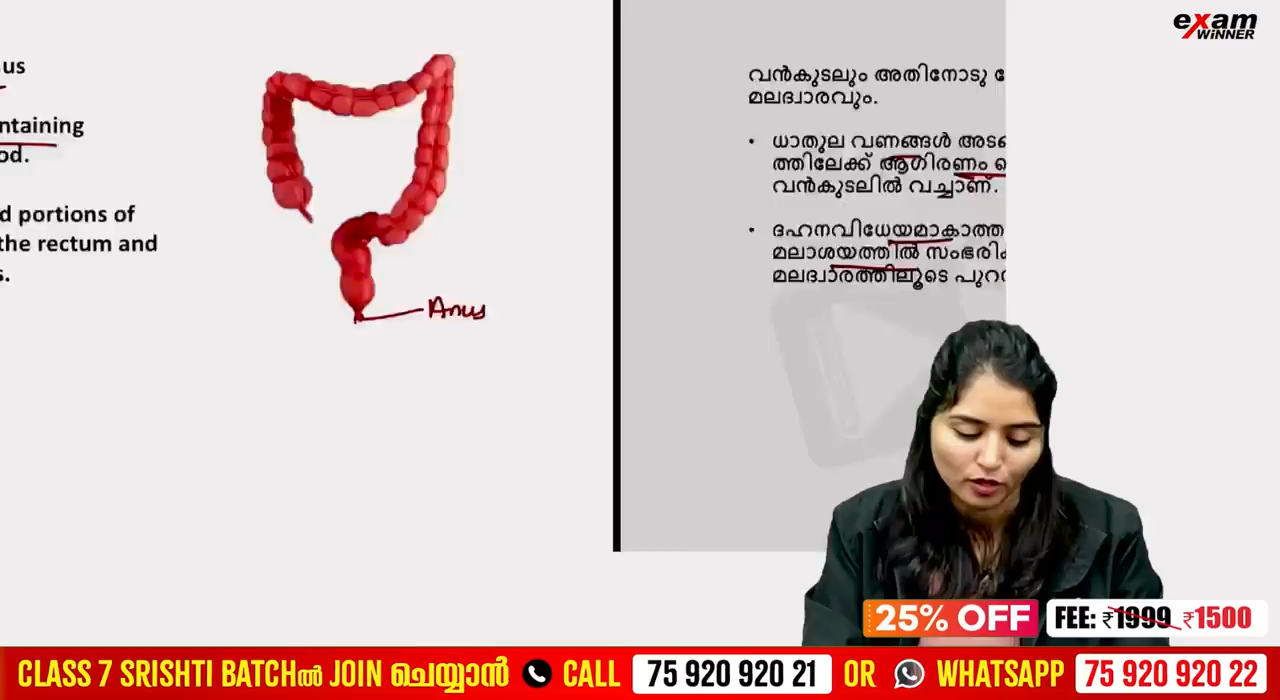 exam
WINNER
us
ntaining
od.
d portions of
the rectum and
s.
Anus
വൻകുടലും അതിനോടു
മലദ്വാരവും.
• ധാതുല വണങ്ങൾ
ത്തിലേക്ക് ആഗിരണം
വൻകുടലിൽ വച്ചാണ്.
• ദഹനവിധേയമാകാത്ത
മലാശയത്തിൽ
മലദ്വാരത്തിലൂടെ
25% OFF
FEE: ₹1999 ₹1500
CLASS 7 SRISHTI BATCHൽ JOIN ചെയ്യാൻ CALL 75 920 920 21 OR WHATSAPP 75 920 920 22